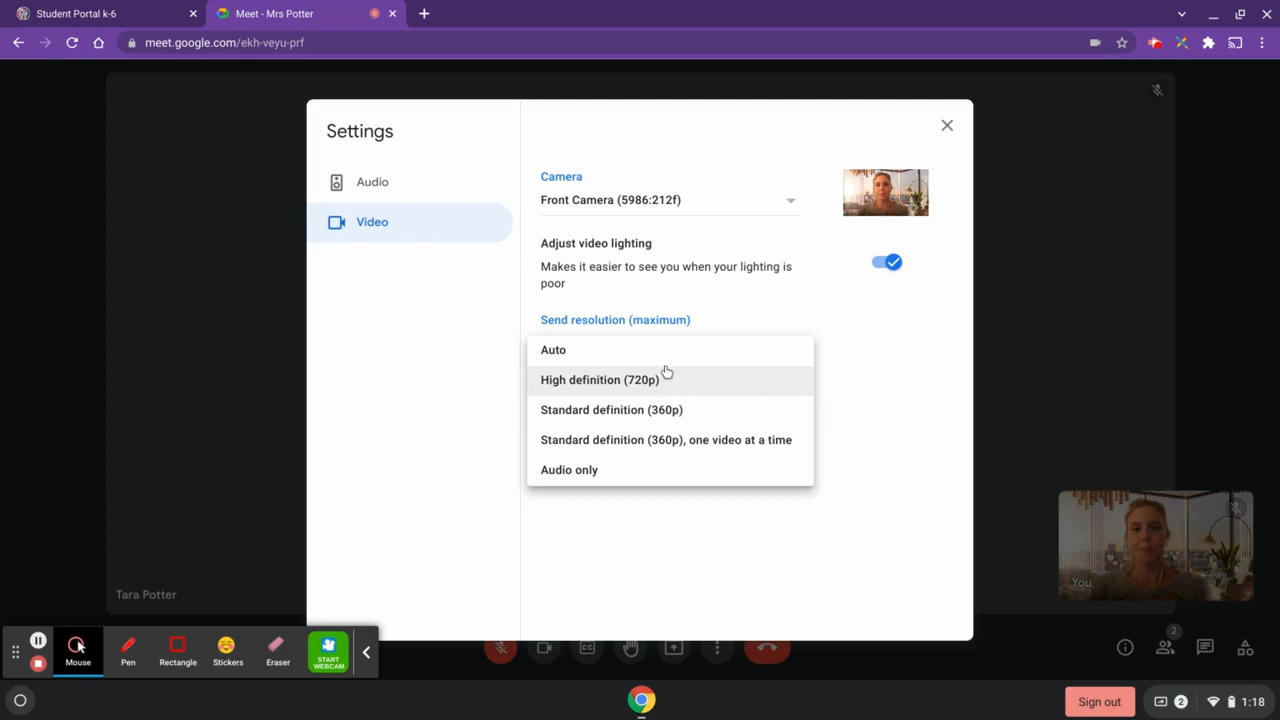 Student Portal k-6
Meet - Mrs Potter
meet.google.com/ekh-veyu-prf
Settings
Audio
Video
Camera
Front Camera (5986:212f)
Adjust video lighting
Makes it easier to see you when your lighting is
poor
Send resolution (maximum)
Auto
High definition (720p)
Standard definition (360p)
Standard definition (360p), one video at a time
Audio only
You
Tara Potter
Mouse
Pen
Rectangle
Stickers
Eraser
START
WEBCAM
2
Sign out
2
1:18